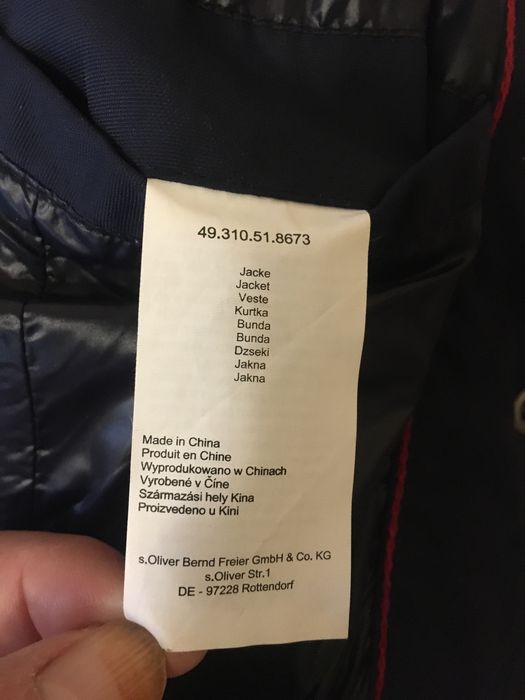 49.310.51.8673
Jacke
Jacket
Veste
Kurtka
Bunda
Bunda
Dzseki
Jakna
Jakna
Made in China
Produit en Chine
Wyprodukowano w Chinach
Vyrobené v Číne
Származási hely Kina
Proizvedeno u Kini
s.Oliver Bernd Freier GmbH & Co. KG
s.Oliver Str.1
DE - 97228 Rottendorf